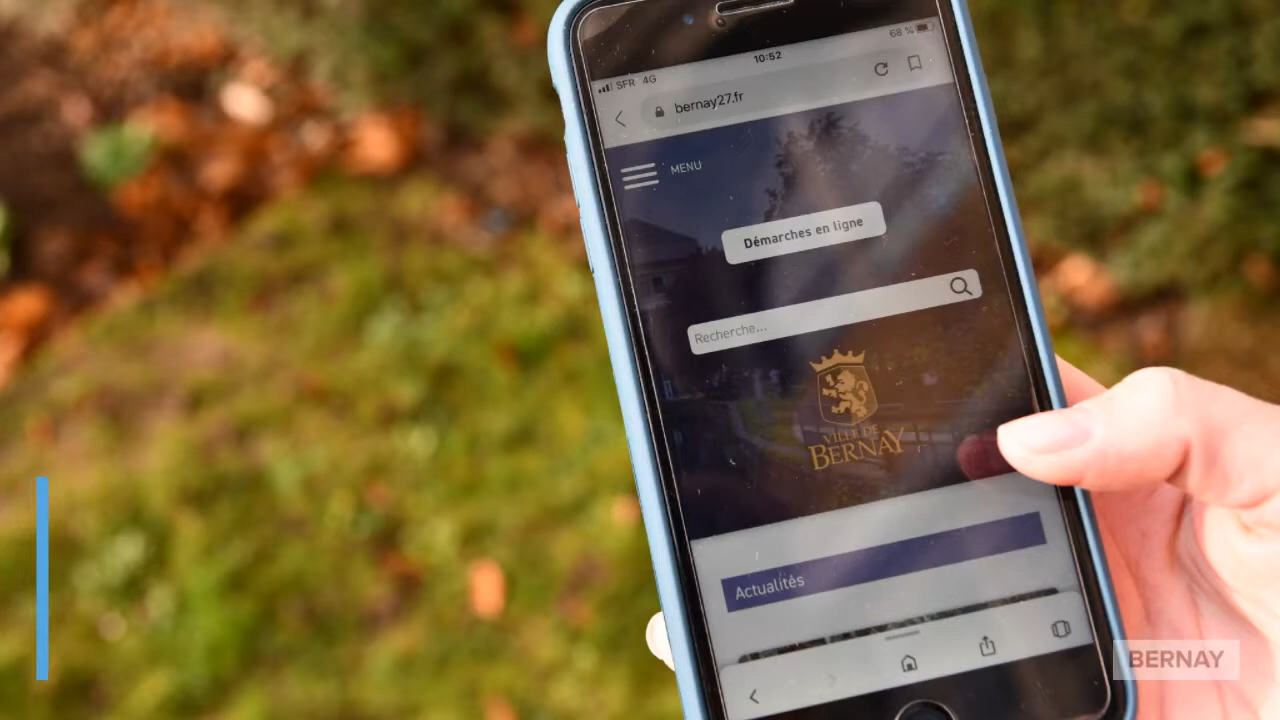 68 %
10:52
SFR 4G
bernay27.fr
MENU
Démarches en ligne
Recherche...
VILLE DE
BERNAY
Actualités
BERNAY